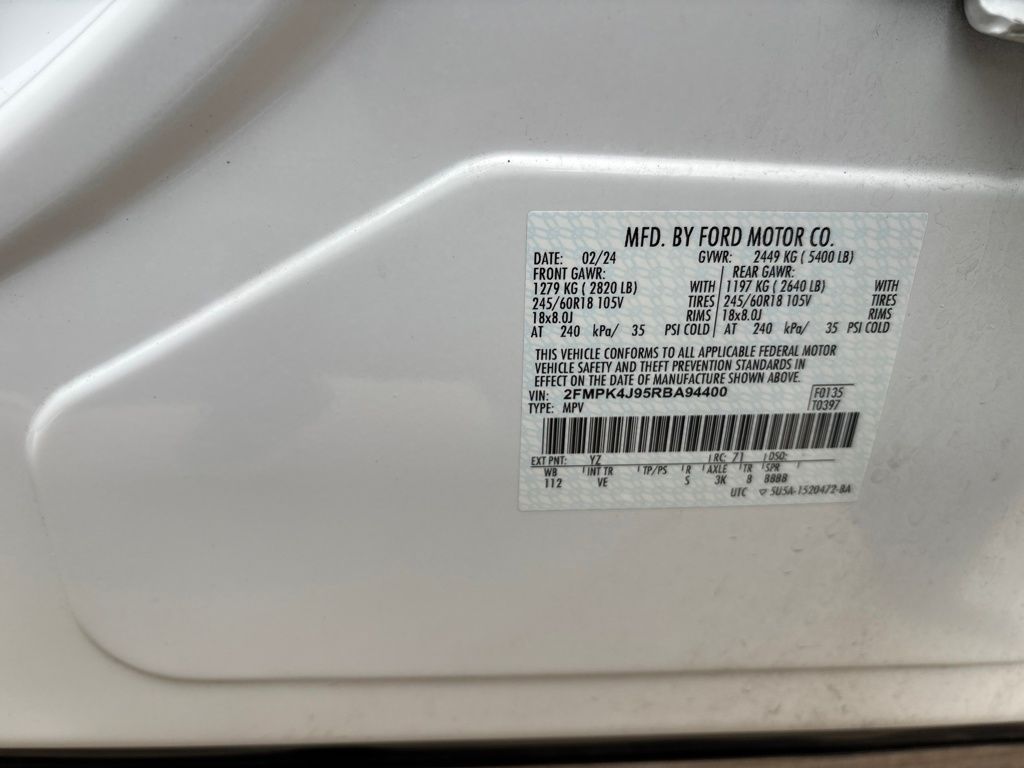 MFD. BY FORD MOTOR CO.
DATE: 02/24 GVWR: 2449 KG ( 5400 LB)
FRONT GAWR: REAR GAWR:
1279 KG ( 2820 LB) WITH 1197 KG ( 2640 LB) WITH
245/60R18 105V TIRES 245/60R18 105V TIRES
18x8.0J RIMS 18x8.0J RIMS
AT 240 kPa/ 35 PSI COLD AT 240 kPa/ 35 PSI COLD
THIS VEHICLE CONFORMS TO ALL APPLICABLE FEDERAL MOTOR
VEHICLE SAFETY AND THEFT PREVENTION STANDARDS IN
EFFECT ON THE DATE OF MANUFACTURE SHOWN ABOVE.
VIN: 2FMPK4J95RBA94400 F0135
TYPE: MPV T0397
EXT PNT: YZ RC: 71 DSO:
WB INT TR TP/PS R AXLE TR SPR
112 VE S 3K 8 BBBB
UTC ▽ 5U5A-1520472-BA